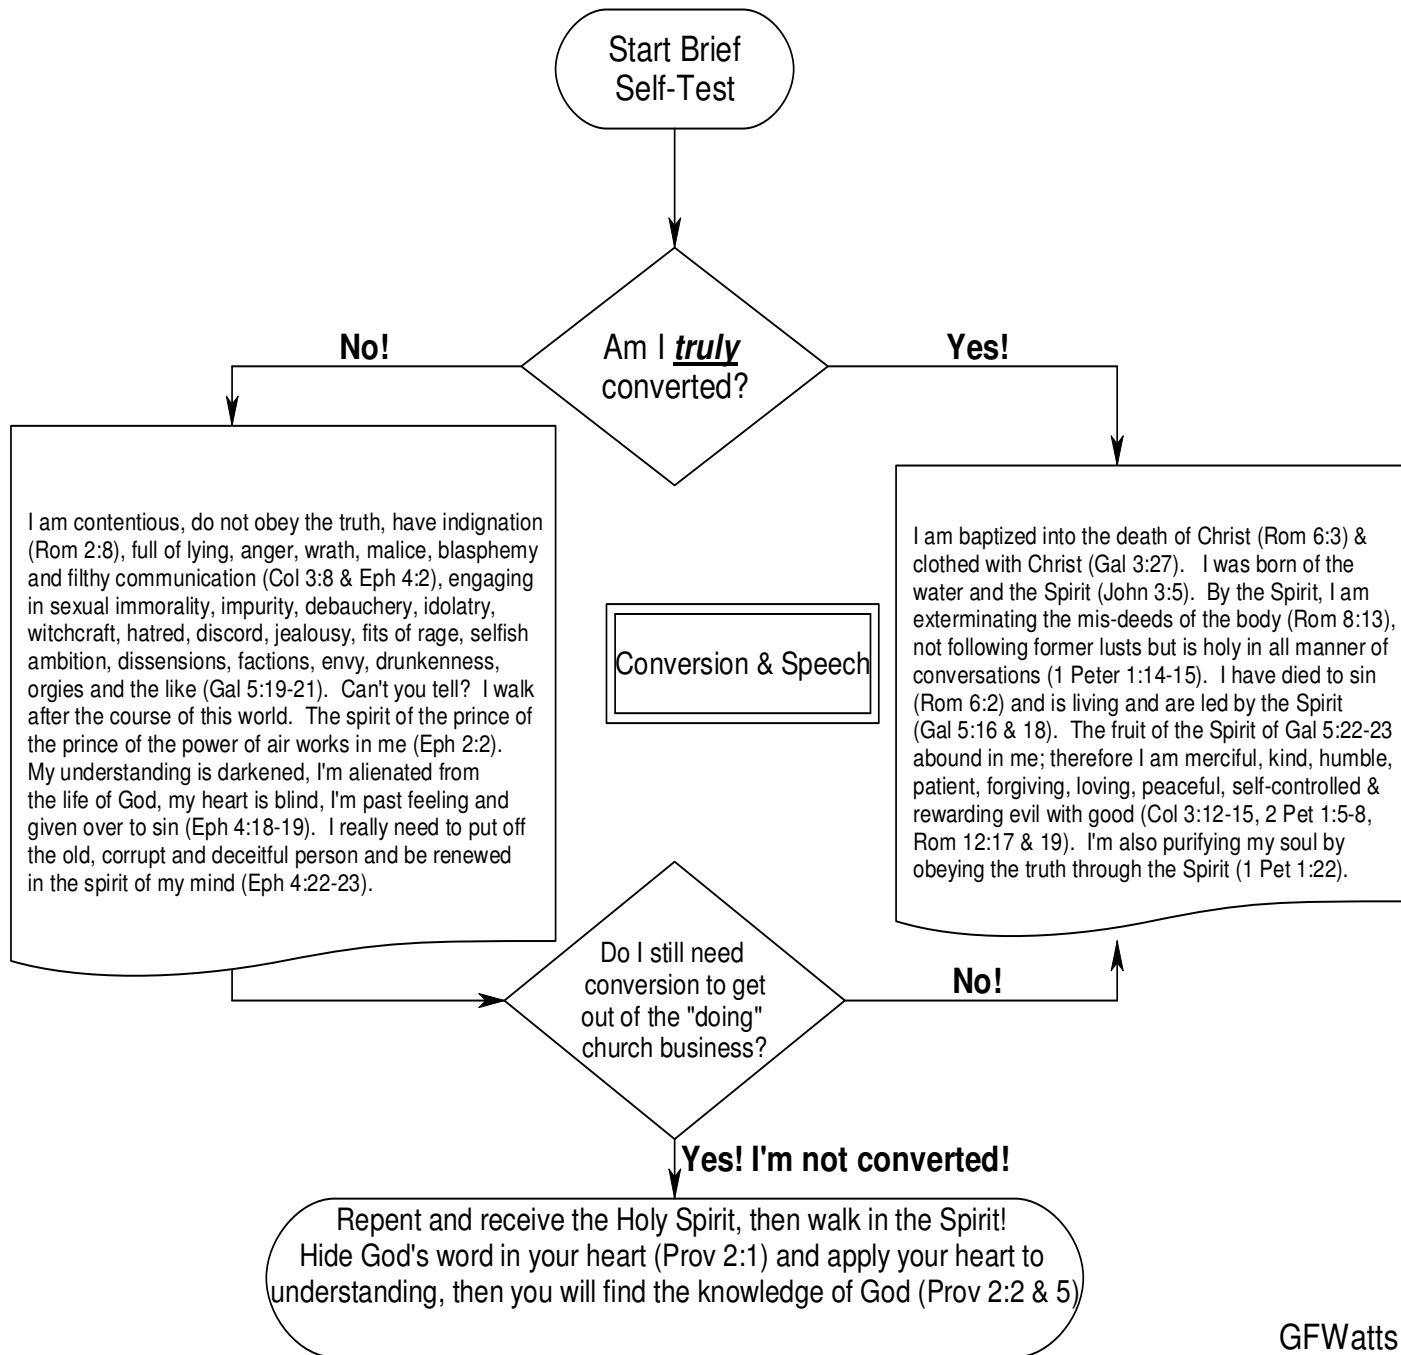 Start Brief
Self-Test
Am I truly
converted?
No!
Yes!
I am contentious, do not obey the truth, have indignation
(Rom 2:8), full of lying, anger, wrath, malice, blasphemy
and filthy communication (Col 3:8 & Eph 4:2), engaging
in sexual immorality, impurity, debauchery, idolatry,
witchcraft, hatred, discord, jealousy, fits of rage, selfish
ambition, dissensions, factions, envy, drunkenness,
orgies and the like (Gal 5:19-21).  Can't you tell?  I walk
after the course of this world.  The spirit of the prince of
the prince of the power of air works in me (Eph 2:2).
My understanding is darkened, I'm alienated from
the life of God, my heart is blind, I'm past feeling and
given over to sin (Eph 4:18-19).  I really need to put off
the old, corrupt and deceitful person and be renewed
in the spirit of my mind (Eph 4:22-23).
Conversion & Speech
I am baptized into the death of Christ (Rom 6:3) &
clothed with Christ (Gal 3:27).   I was born of the
water and the Spirit (John 3:5).  By the Spirit, I am
exterminating the mis-deeds of the body (Rom 8:13),
not following former lusts but is holy in all manner of
conversations (1 Peter 1:14-15).  I have died to sin
(Rom 6:2) and is living and are led by the Spirit
(Gal 5:16 & 18).  The fruit of the Spirit of Gal 5:22-23
abound in me; therefore I am merciful, kind, humble,
patient, forgiving, loving, peaceful, self-controlled &
rewarding evil with good (Col 3:12-15, 2 Pet 1:5-8,
Rom 12:17 & 19).  I'm also purifying my soul by
obeying the truth through the Spirit (1 Pet 1:22).
Do I still need
conversion to get
out of the "doing"
church business?
No!
Yes! I'm not converted!
Repent and receive the Holy Spirit, then walk in the Spirit!
Hide God's word in your heart (Prov 2:1) and apply your heart to
understanding, then you will find the knowledge of God (Prov 2:2 & 5)
GFWatts